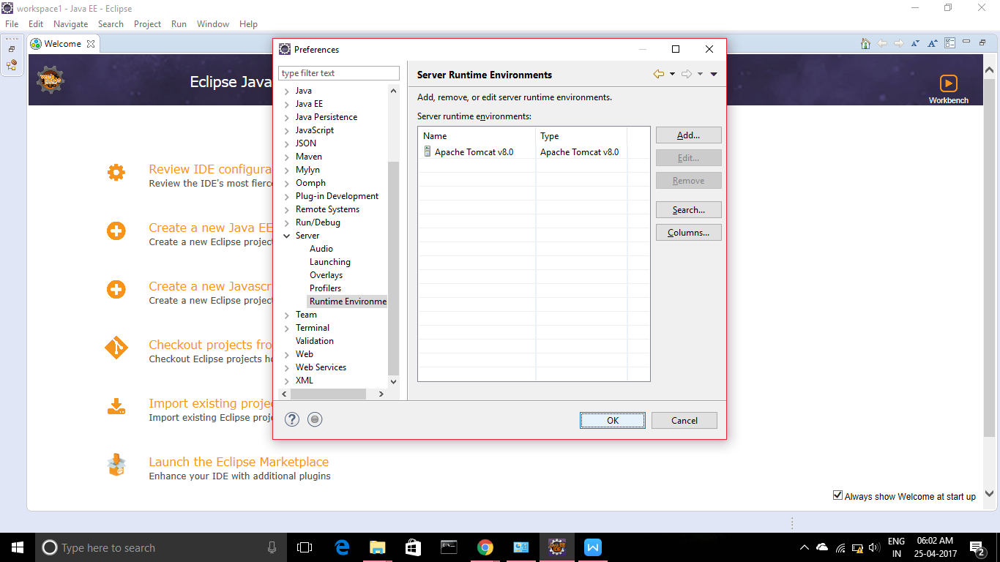 workspace1 - Java EE - Eclipse
File Edit Navigate Search Project Run Window Help
Welcome
Eclipse Java
Workbench
Review IDE configura
Review the IDE's most fierce
Create a new Java EE
Create a new Eclipse project
Create a new Javascr
Create a new Eclipse project
Checkout projects fro
Checkout Eclipse projects ho
Import existing projec
Import existing Eclipse proje
Launch the Eclipse Marketplace
Enhance your IDE with additional plugins
Always show Welcome at start up
Preferences
type filter text
Java
Java EE
Java Persistence
JavaScript
JSON
Maven
Mylyn
Oomph
Plug-in Development
Remote Systems
Run/Debug
Server
Audio
Launching
Overlays
Profilers
Runtime Environme
Team
Terminal
Validation
Web
Web Services
XML
Server Runtime Environments
Add, remove, or edit server runtime environments.
Server runtime environments:
Name Type
Apache Tomcat v8.0 Apache Tomcat v8.0
Add...
Edit...
Remove
Search...
Columns...
OK Cancel
Type here to search
ENG
IN
06:02 AM
25-04-2017
2